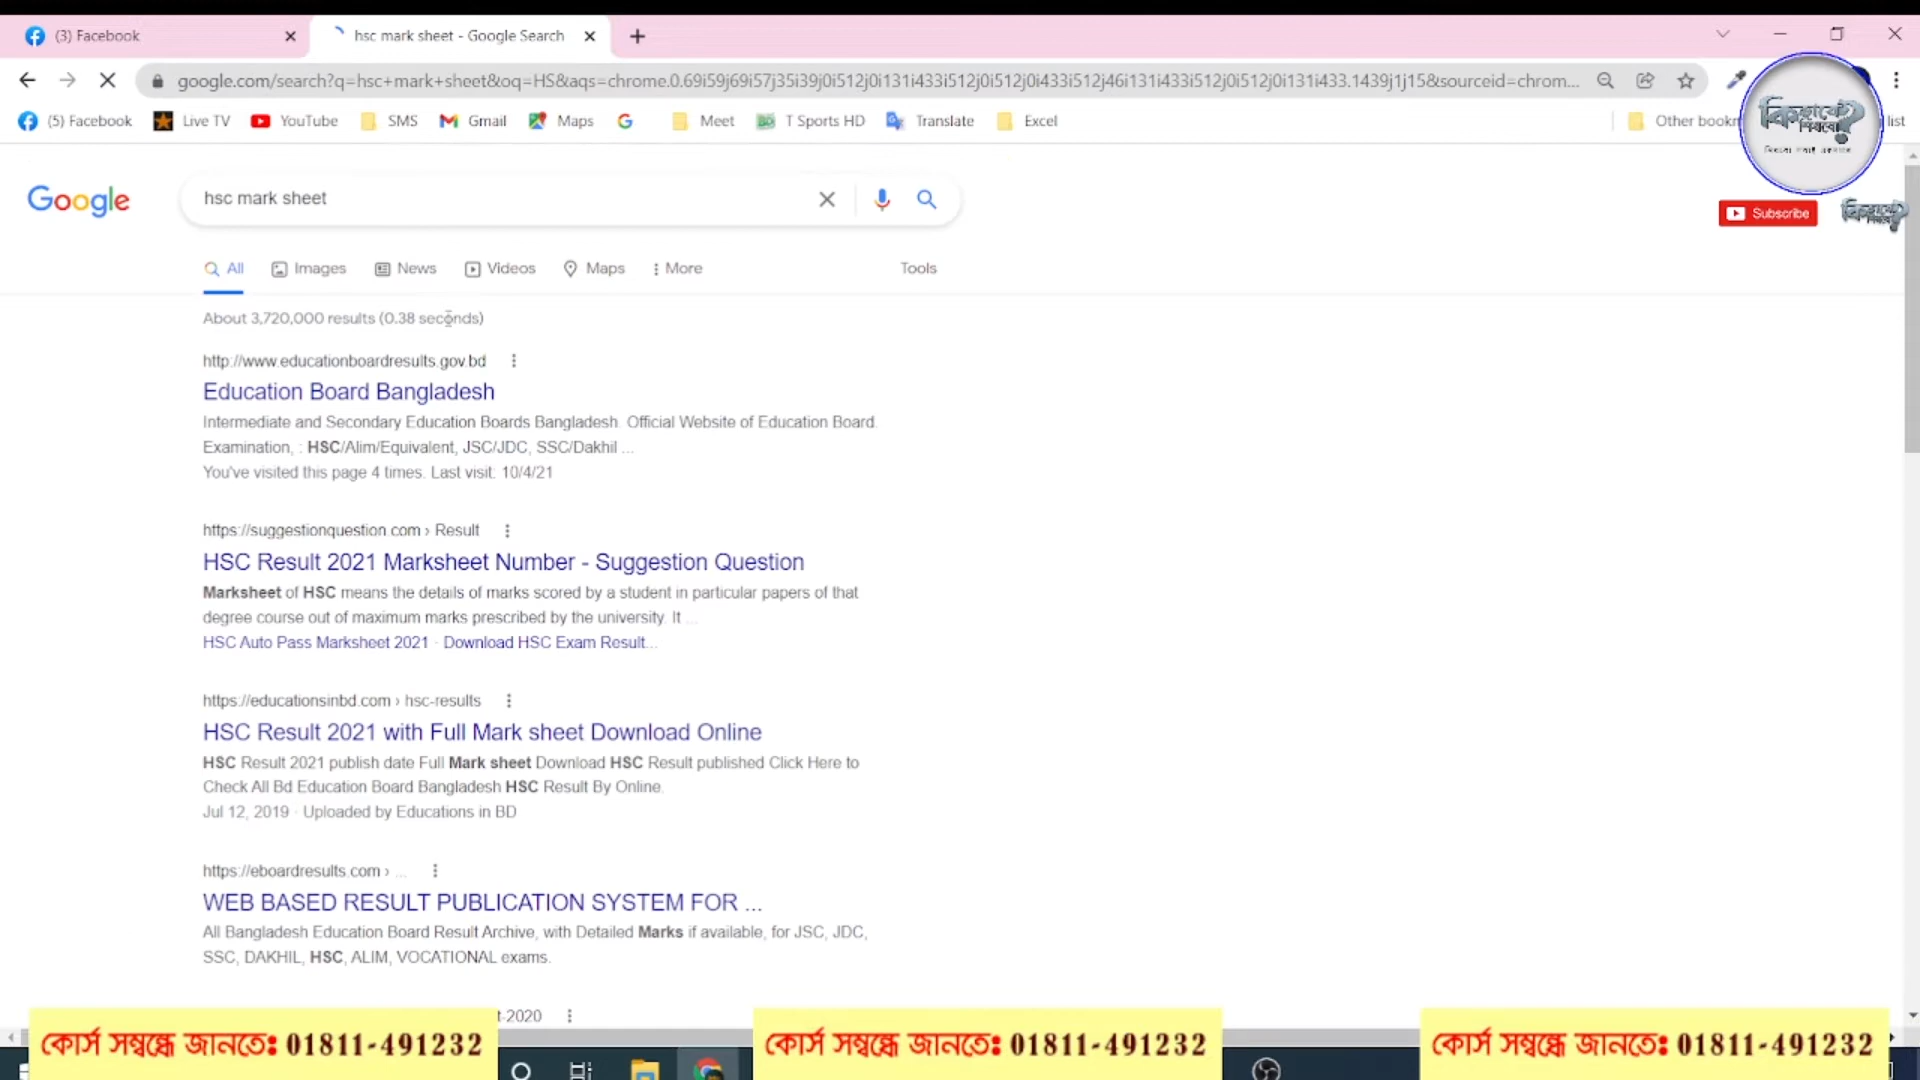 (3) Facebook
hsc mark sheet - Google Search
google.com/search?q=hsc+mark+sheet&oq=HS&aqs=chrome.0.69i59j69i57j35i39j0i512j0i131i433i512j0i512j0i433i512j46i131i433i512j0i512j0i131i433.1439j1j15&sourceid=chrom...
(5) Facebook
Live TV
YouTube
SMS
Gmail
Maps
Meet
T Sports HD
Translate
Excel
Other bookm
list
কিভাবে শিখবো?
Google
hsc mark sheet
Subscribe
কিভাবে শিখবো?
All
Images
News
Videos
Maps
More
Tools
About 3,720,000 results (0.38 seconds)
http://www.educationboardresults.gov.bd
Education Board Bangladesh
Intermediate and Secondary Education Boards Bangladesh. Official Website of Education Board.
Examination, : HSC/Alim/Equivalent, JSC/JDC, SSC/Dakhil ...
You've visited this page 4 times. Last visit: 10/4/21
https://suggestionquestion.com › Result
HSC Result 2021 Marksheet Number - Suggestion Question
Marksheet of HSC means the details of marks scored by a student in particular papers of that
degree course out of maximum marks prescribed by the university. It ...
HSC Auto Pass Marksheet 2021 · Download HSC Exam Result...
https://educationsinbd.com › hsc-results
HSC Result 2021 with Full Mark sheet Download Online
HSC Result 2021 publish date Full Mark sheet Download HSC Result published Click Here to
Check All Bd Education Board Bangladesh HSC Result By Online.
Jul 12, 2019 · Uploaded by Educations in BD
https://eboardresults.com › ...
WEB BASED RESULT PUBLICATION SYSTEM FOR ...
All Bangladesh Education Board Result Archive, with Detailed Marks if available, for JSC, JDC,
SSC, DAKHIL, HSC, ALIM, VOCATIONAL exams.
t-2020
কোর্স সম্বন্ধে জানতেঃ 01811-491232
কোর্স সম্বন্ধে জানতেঃ 01811-491232
কোর্স সম্বন্ধে জানতেঃ 01811-491232